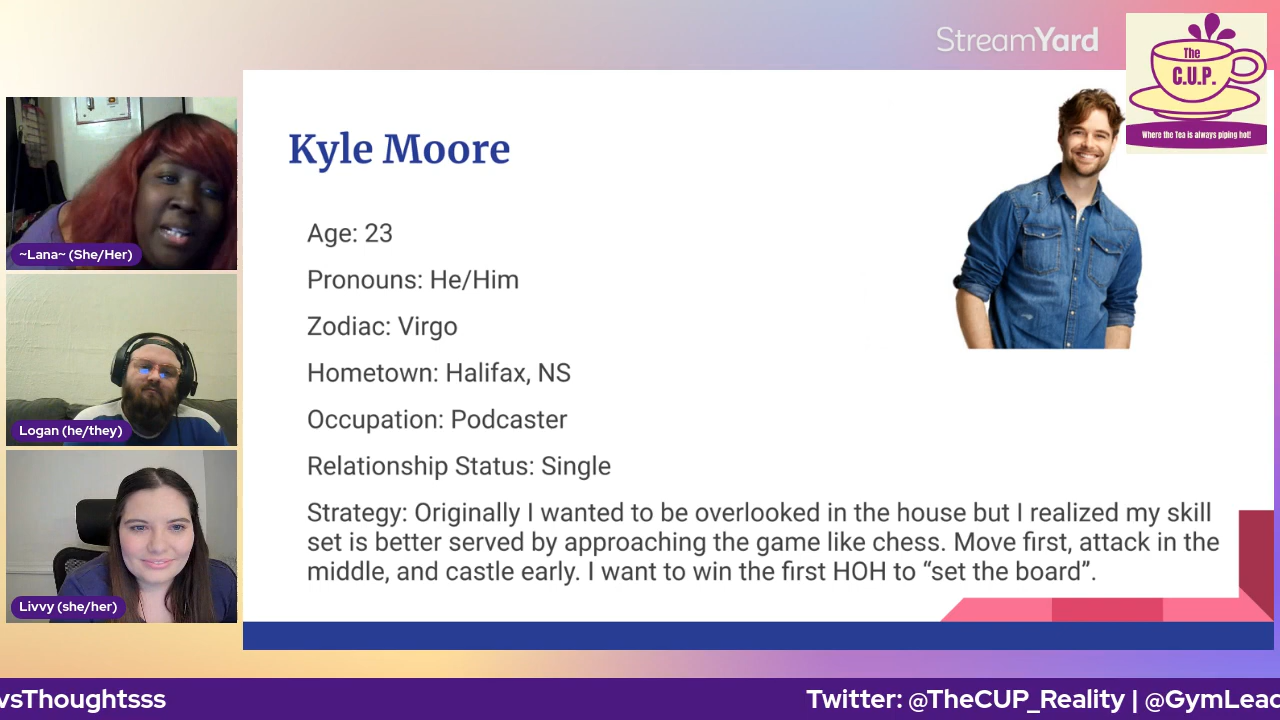 StreamYard
The
C.U.P.
Where the Tea is always piping hot!
~Lana~ (She/Her)
Logan (he/they)
Livvy (she/her)
Kyle Moore
Age: 23
Pronouns: He/Him
Zodiac: Virgo
Hometown: Halifax, NS
Occupation: Podcaster
Relationship Status: Single
Strategy: Originally I wanted to be overlooked in the house but I realized my skill
set is better served by approaching the game like chess. Move first, attack in the
middle, and castle early. I want to win the first HOH to “set the board”.
vsThoughtsss Twitter: @TheCUP_Reality | @GymLeac